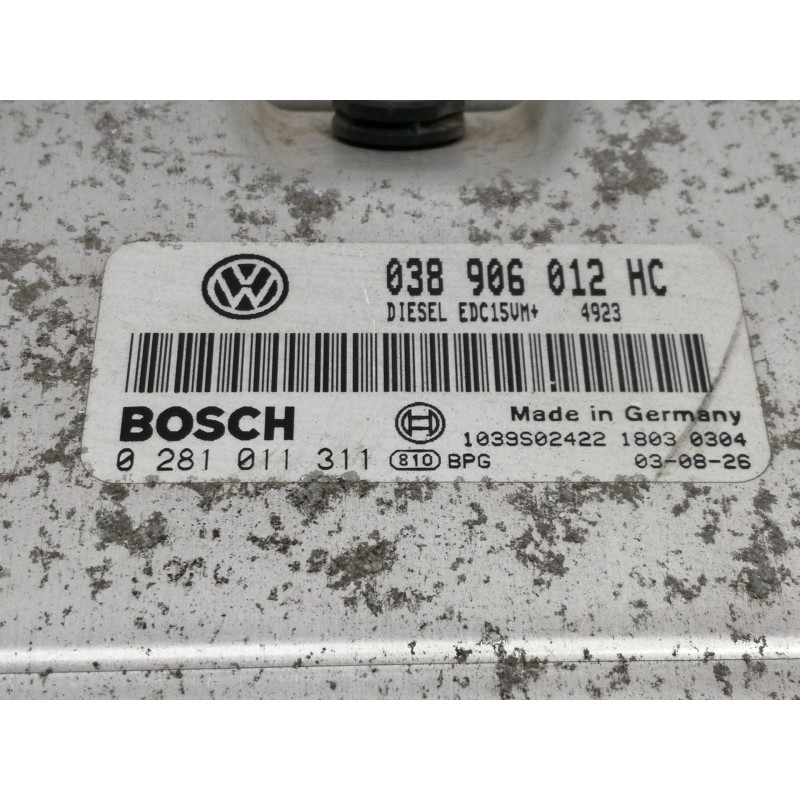 038 906 012 HC
DIESEL EDC15VM+ 4923
BOSCH
Made in Germany
1039S02422 1803 0304
0 281 011 311 810 BPG 03-08-26